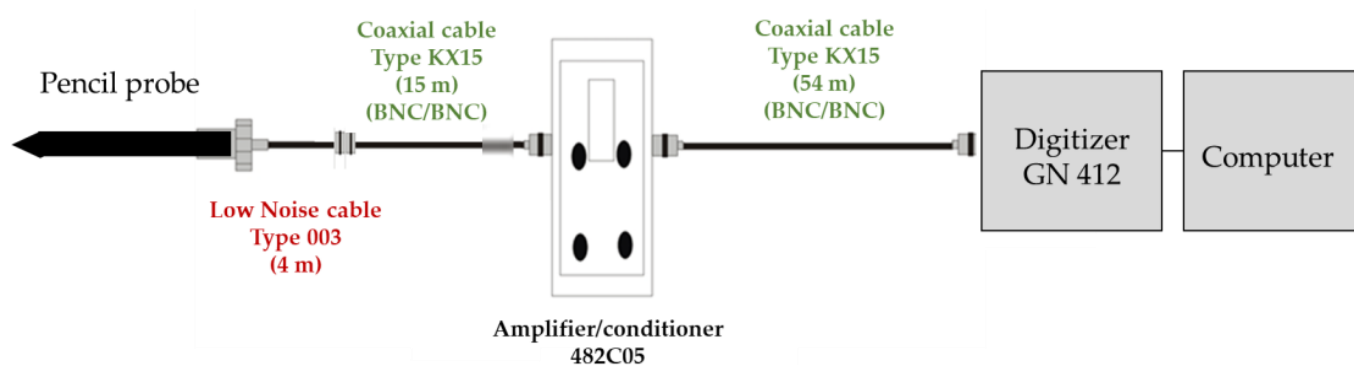 Pencil probe
Coaxial cable
Type KX15
(15 m)
(BNC/BNC)
Coaxial cable
Type KX15
(54 m)
(BNC/BNC)
Low Noise cable
Type 003
(4 m)
Amplifier/conditioner
482C05
Digitizer
GN 412
Computer